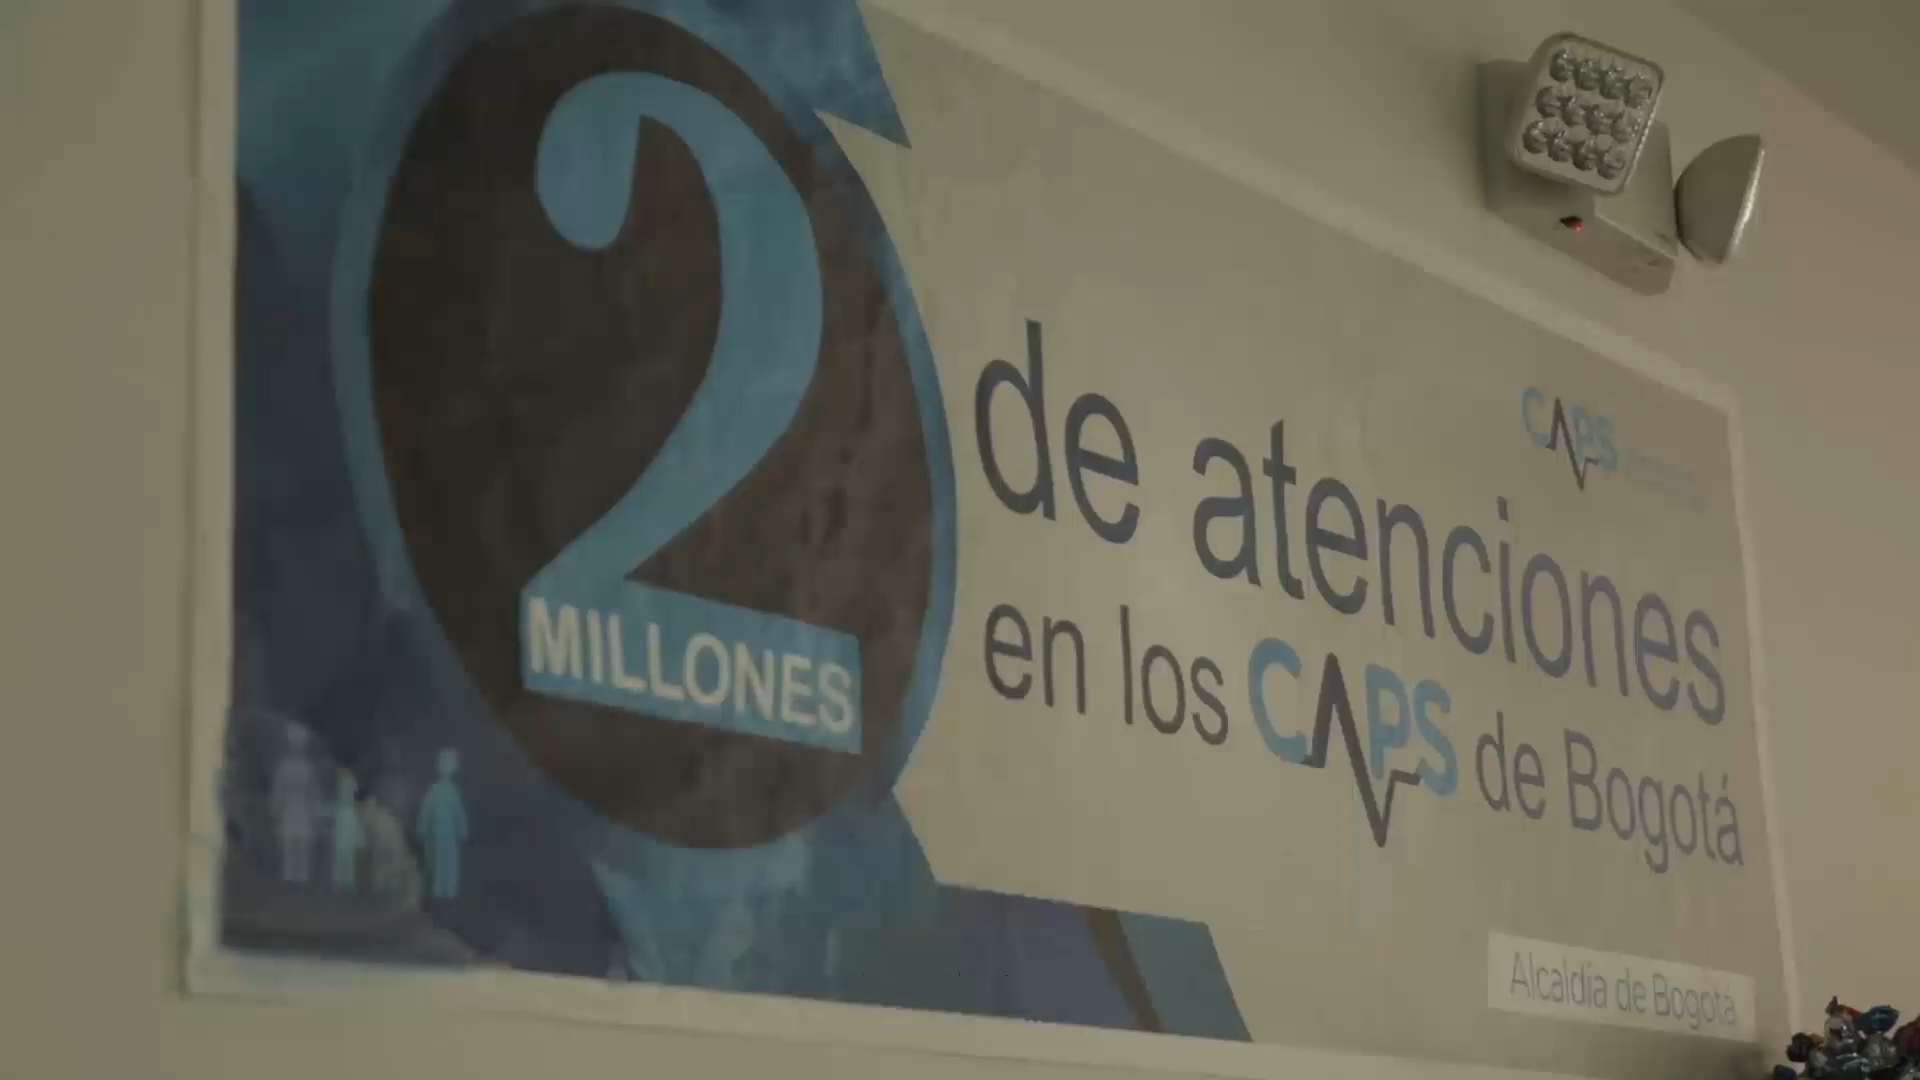 2
MILLONES
de atenciones
en los CAPS de Bogotá
CAPS
Alcaldía de Bogotá